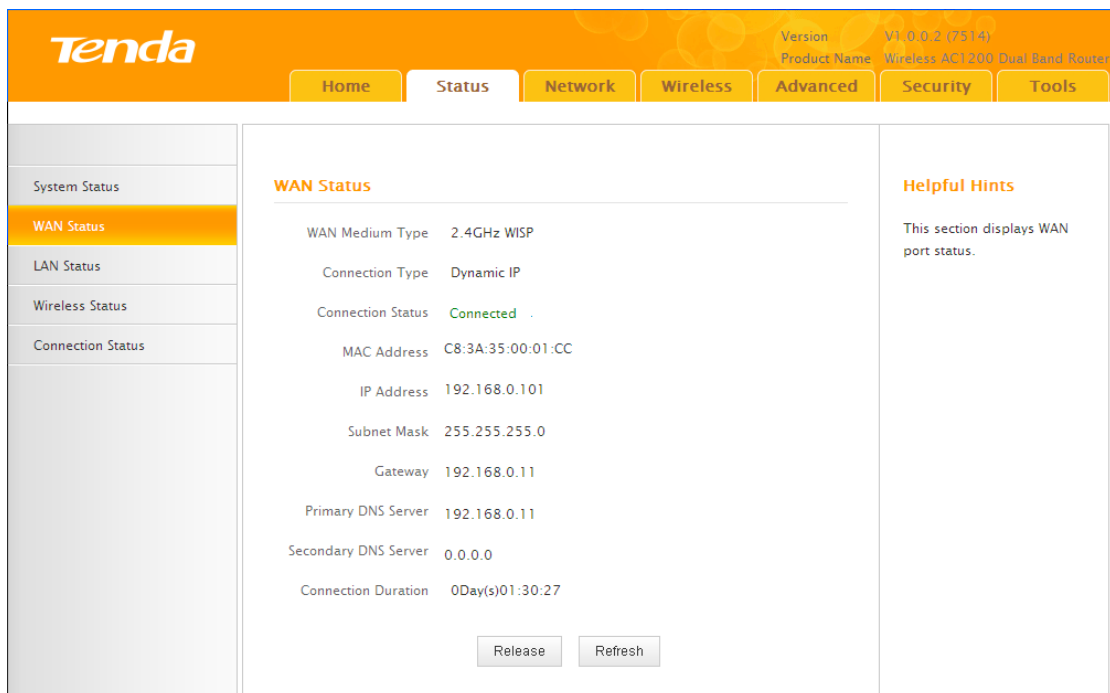 Tenda
Version V1.0.0.2 (7514)
Product Name Wireless AC1200 Dual Band Router
Home Status Network Wireless Advanced Security Tools
System Status
WAN Status
LAN Status
Wireless Status
Connection Status
WAN Status
WAN Medium Type 2.4GHz WISP
Connection Type Dynamic IP
Connection Status Connected .
MAC Address C8:3A:35:00:01:CC
IP Address 192.168.0.101
Subnet Mask 255.255.255.0
Gateway 192.168.0.11
Primary DNS Server 192.168.0.11
Secondary DNS Server 0.0.0.0
Connection Duration 0Day(s)01:30:27
Release Refresh
Helpful Hints
This section displays WAN
port status.